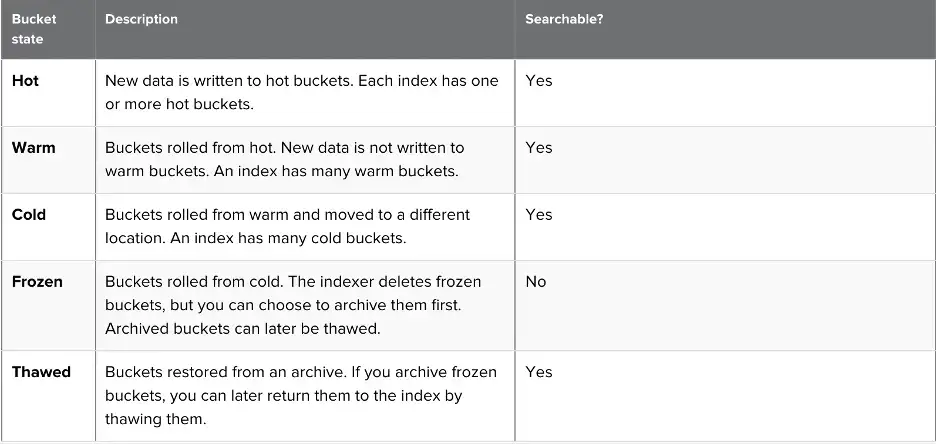 Bucket state
Description
Searchable?
Hot
New data is written to hot buckets. Each index has one
or more hot buckets.
Yes
Warm
Buckets rolled from hot. New data is not written to
warm buckets. An index has many warm buckets.
Yes
Cold
Buckets rolled from warm and moved to a different
location. An index has many cold buckets.
Yes
Frozen
Buckets rolled from cold. The indexer deletes frozen
buckets, but you can choose to archive them first.
Archived buckets can later be thawed.
No
Thawed
Buckets restored from an archive. If you archive frozen
buckets, you can later return them to the index by
thawing them.
Yes